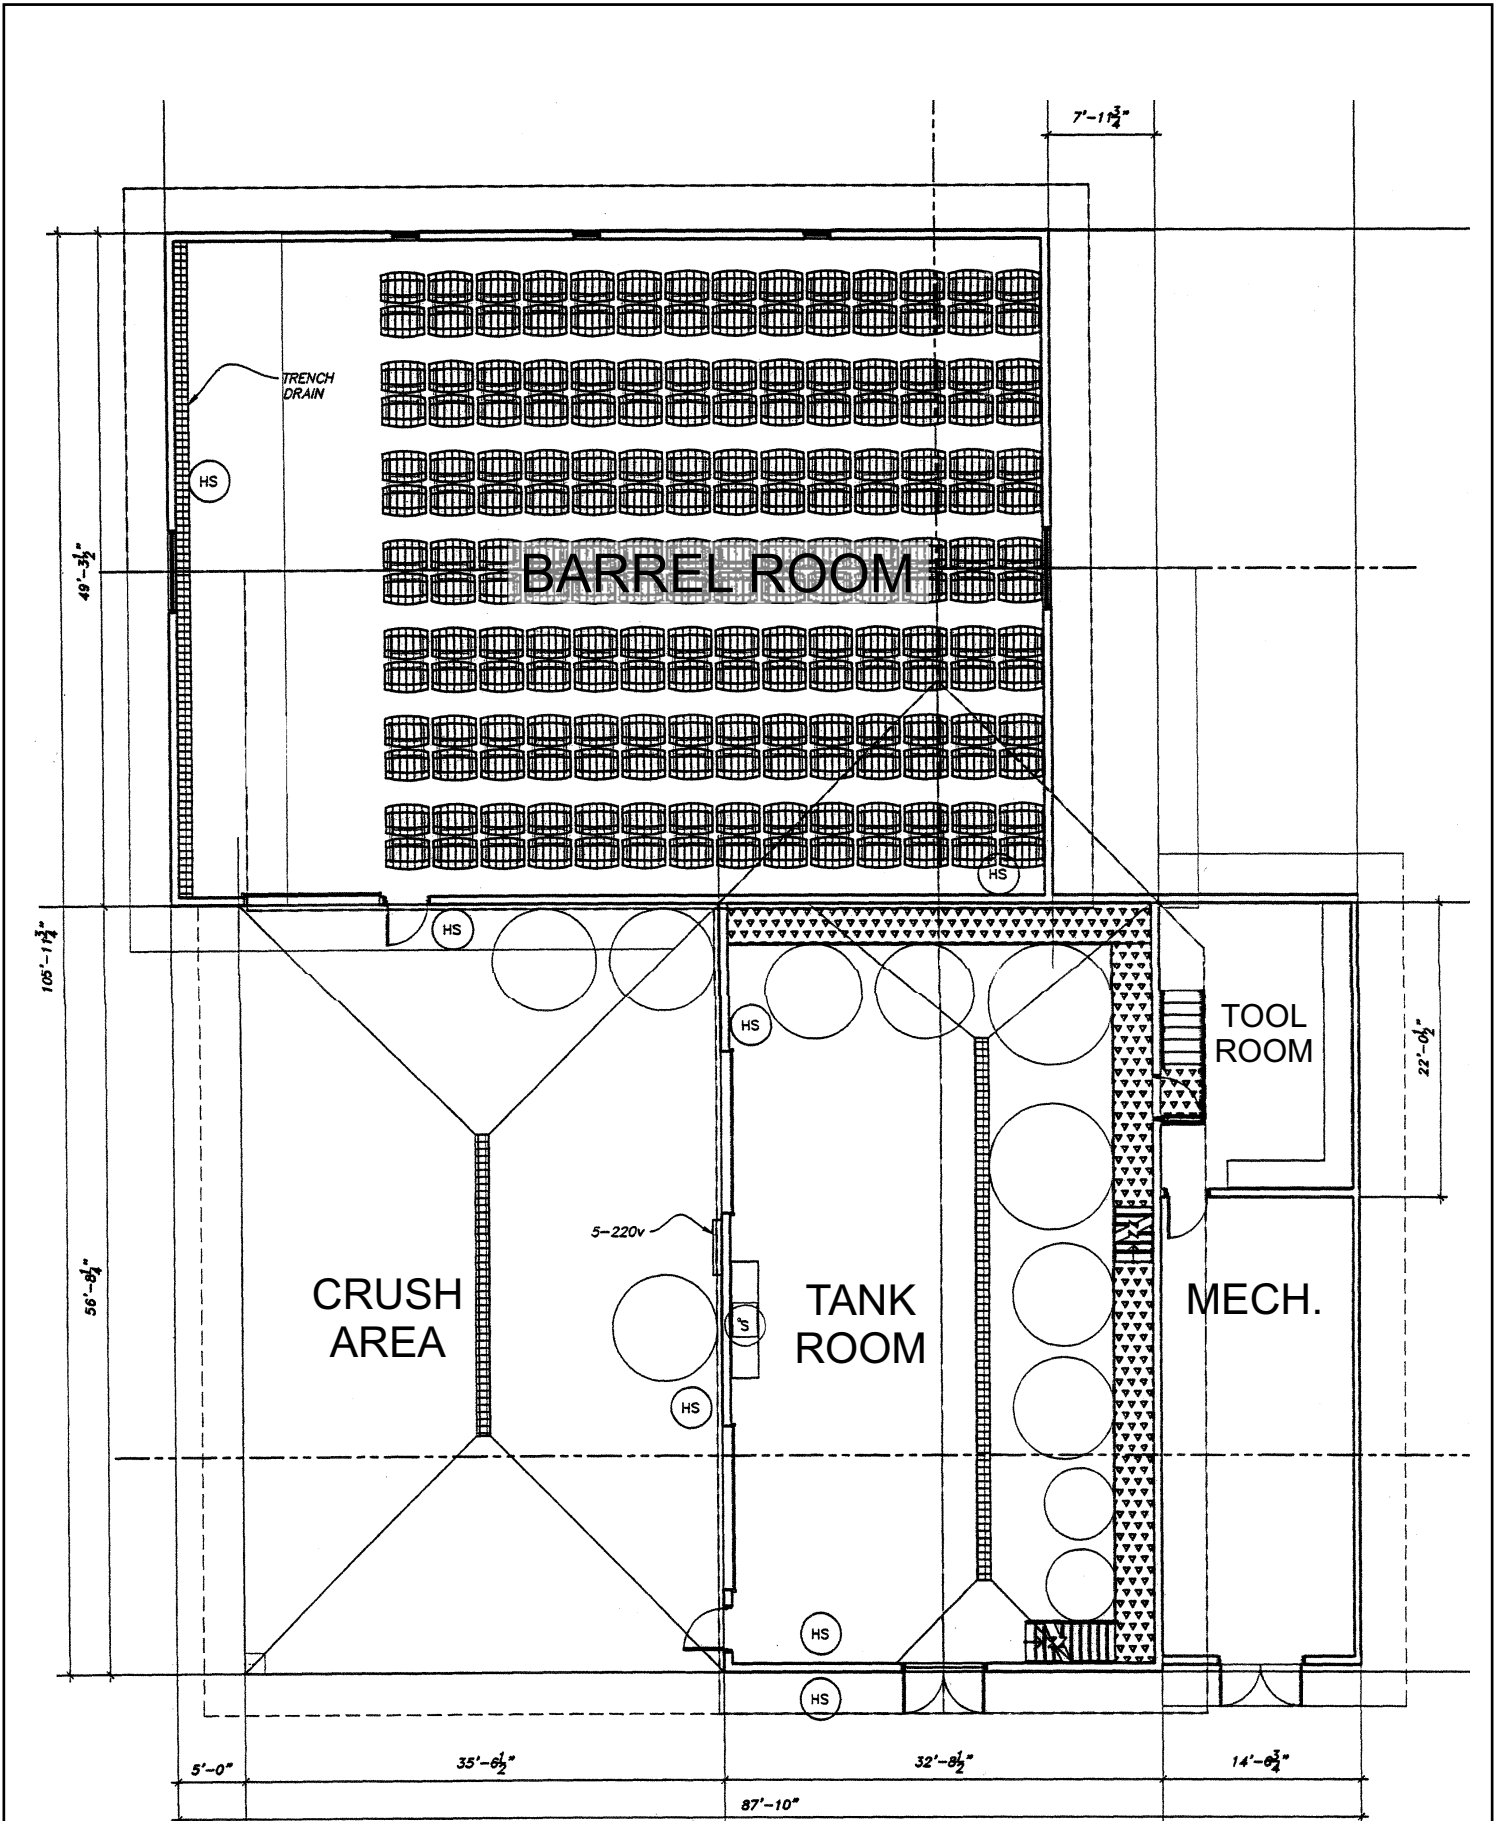 7'-11¾"
TRENCH
DRAIN
HS
49'-3½"
BARREL ROOM
HS
HS
105'-11¾"
HS
TOOL
ROOM
22'-0½"
5-220v
56'-8¼"
CRUSH
AREA
TANK
ROOM
MECH.
HS
HS
HS
5'-0"
35'-6½"
32'-8½"
14'-6¾"
87'-10"